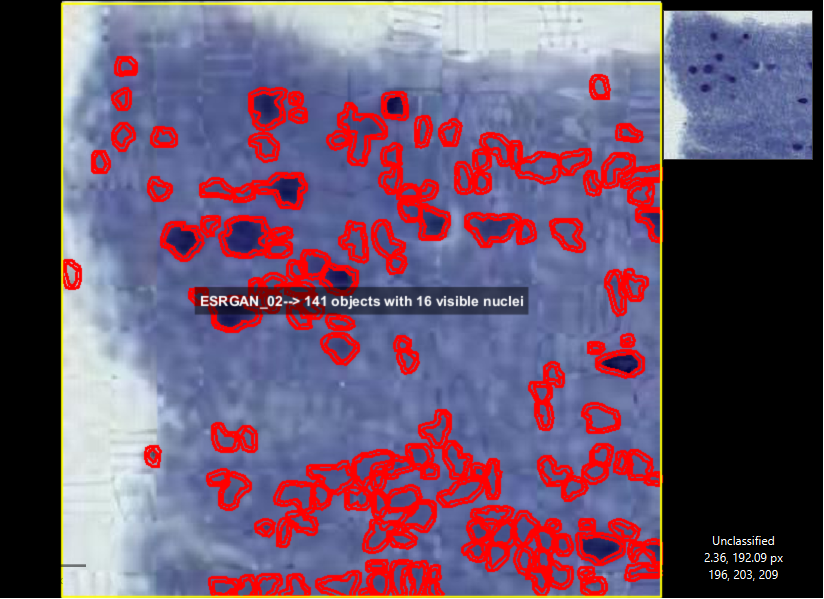 ESRGAN_02--> 141 objects with 16 visible nuclei
Unclassified
2.36, 192.09 px
196, 203, 209